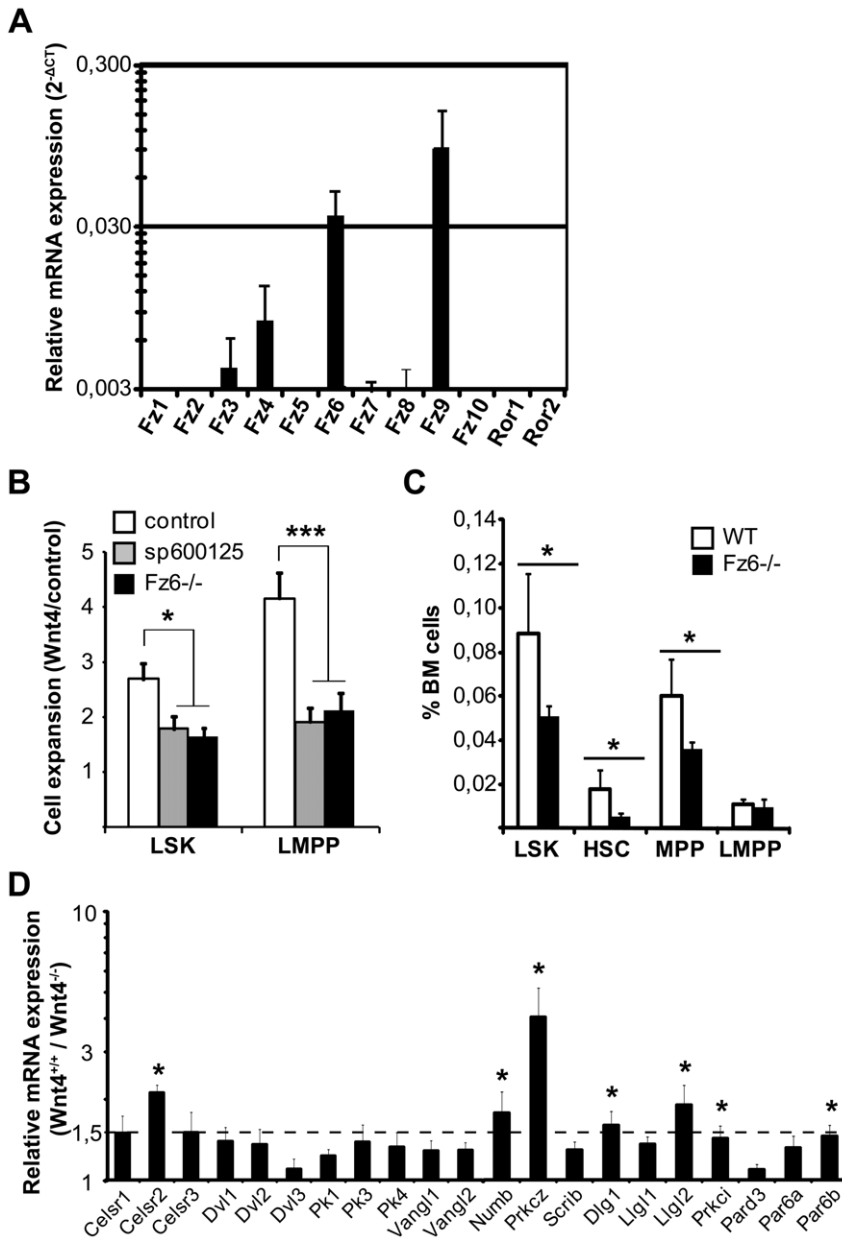 A
Relative mRNA expression (2-ΔCT)
0,300
0,030
0,003
Fz1 Fz2 Fz3 Fz4 Fz5 Fz6 Fz7 Fz8 Fz9 Fz10 Ror1 Ror2
B
Cell expansion (Wnt4/control)
control
sp600125
Fz6-/-
5
4
3
2
1
*
***
LSK LMPP
C
% BM cells
WT
Fz6-/-
0,12
0,14
0,10
0,08
0,06
0,04
0,02
* * *
LSK HSC MPP LMPP
D
Relative mRNA expression
(Wnt4+/+ / Wnt4-/-)
10
3
1.5
1
* * * * * * *
Celsr1 Celsr2 Celsr3 Dvl1 Dvl2 Dvl3 Pk1 Pk3 Pk4 Vangl1 Vangl2 Numb Prkcz Scrib Dlg1 Llgl1 Llgl2 Prkci Pard3 Par6a Par6b